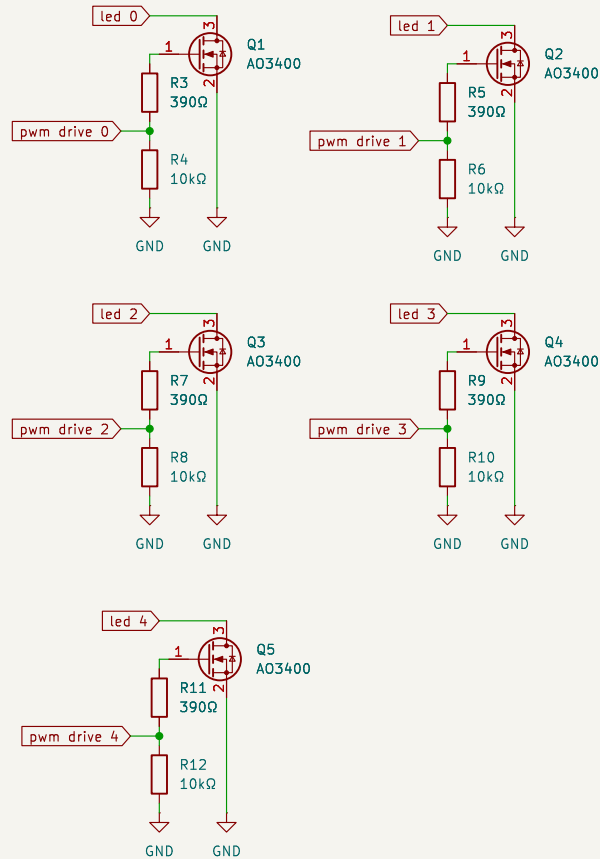 led 0
3
1
Q1
AO3400
2
R3
390Ω
pwm drive 0
R4
10kΩ
GND
GND
led 1
3
1
Q2
AO3400
2
R5
390Ω
pwm drive 1
R6
10kΩ
GND
GND
led 2
3
1
Q3
AO3400
2
R7
390Ω
pwm drive 2
R8
10kΩ
GND
GND
led 3
3
1
Q4
AO3400
2
R9
390Ω
pwm drive 3
R10
10kΩ
GND
GND
led 4
3
1
Q5
AO3400
2
R11
390Ω
pwm drive 4
R12
10kΩ
GND
GND